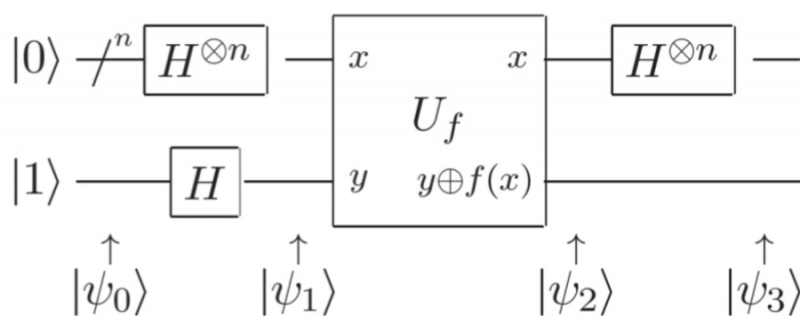 |0⟩ n H⊗n x x H⊗n
U_f
|1⟩ H y y⊕f(x)
↑ ↑ ↑ ↑
|ψ₀⟩ |ψ₁⟩ |ψ₂⟩ |ψ₃⟩